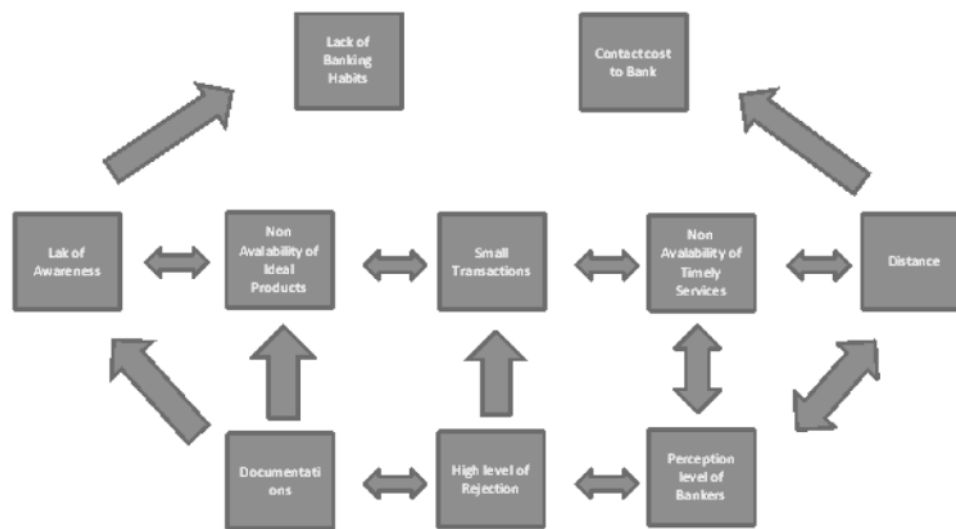 Lack of
Banking
Habits
Contact cost
to Bank
Lak of
Awareness
Non
Avalability of
Ideal
Products
Small
Transactions
Non
Avalability of
Timely
Services
Distance
Documentati
ons
High level of
Rejection
Perception
level of
Bankers